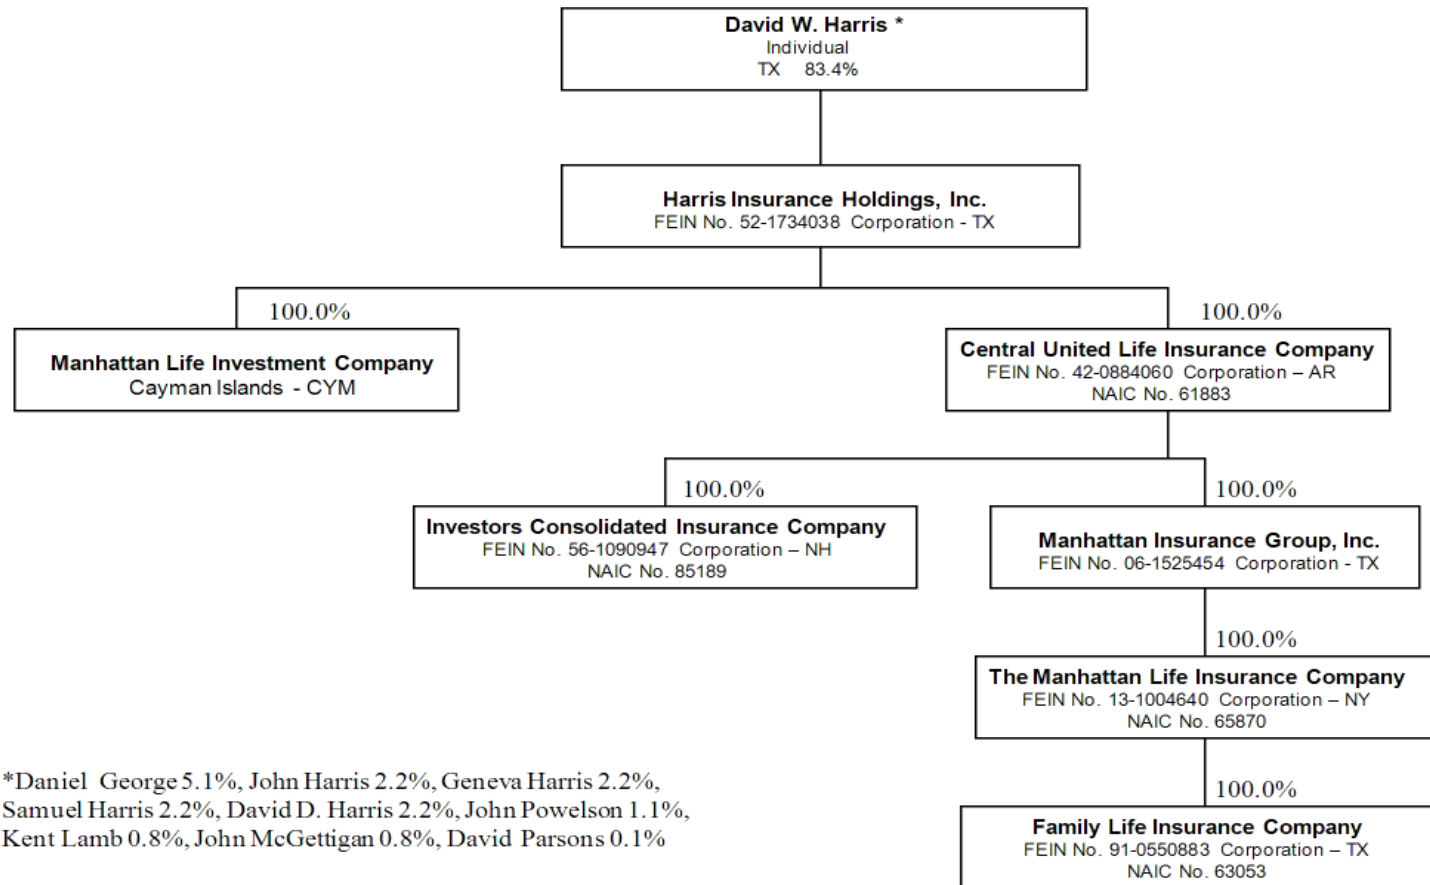 David W. Harris *
Individual
TX 83.4%
Harris Insurance Holdings, Inc.
FEIN No. 52-1734038 Corporation - TX
100.0%
100.0%
Manhattan Life Investment Company
Cayman Islands - CYM
Central United Life Insurance Company
FEIN No. 42-0884060 Corporation – AR
NAIC No. 61883
100.0%
100.0%
Investors Consolidated Insurance Company
FEIN No. 56-1090947 Corporation – NH
NAIC No. 85189
Manhattan Insurance Group, Inc.
FEIN No. 06-1525454 Corporation - TX
100.0%
The Manhattan Life Insurance Company
FEIN No. 13-1004640 Corporation – NY
NAIC No. 65870
100.0%
Family Life Insurance Company
FEIN No. 91-0550883 Corporation – TX
NAIC No. 63053
*Daniel George 5.1%, John Harris 2.2%, Geneva Harris 2.2%,
Samuel Harris 2.2%, David D. Harris 2.2%, John Powelson 1.1%,
Kent Lamb 0.8%, John McGettigan 0.8%, David Parsons 0.1%